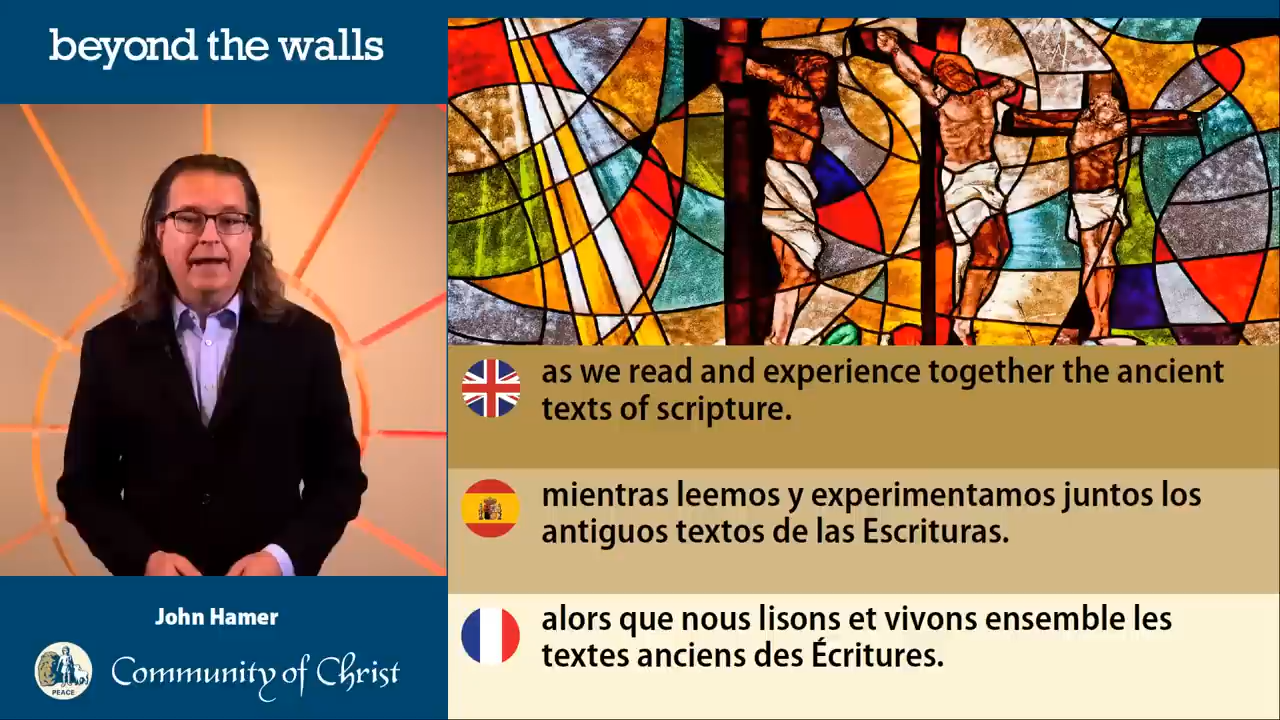 beyond the walls
as we read and experience together the ancient
texts of scripture.
mientras leemos y experimentamos juntos los
antiguos textos de las Escrituras.
alors que nous lisons et vivons ensemble les
textes anciens des Écritures.
John Hamer
PEACE
Community of Christ